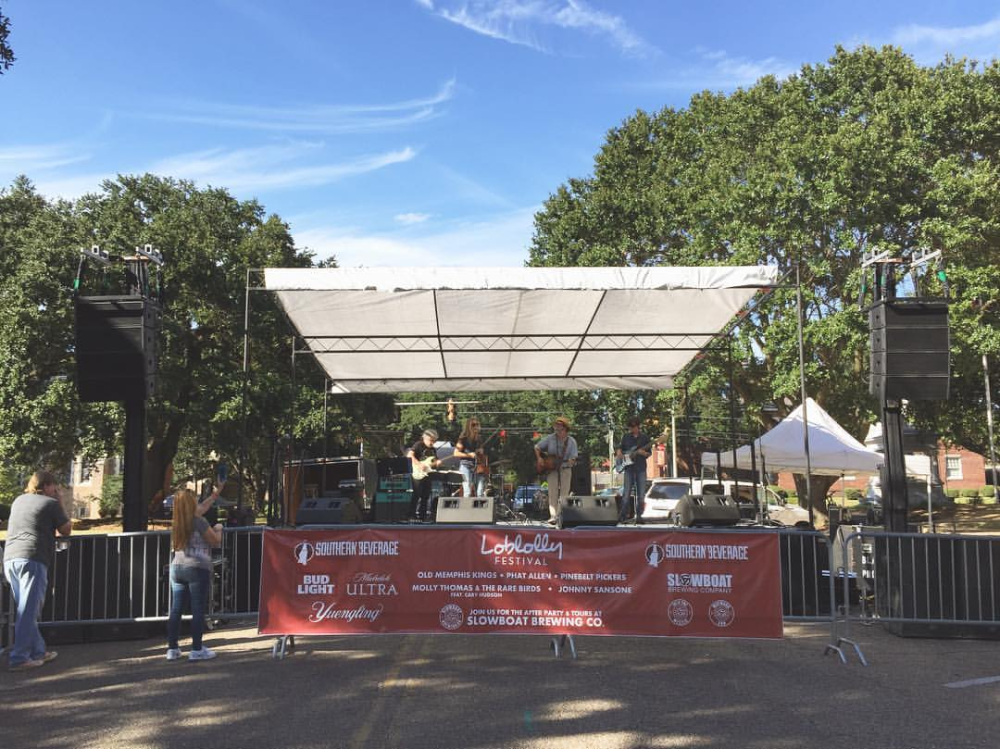 SOUTHERN BEVERAGE
Loblolly
FESTIVAL
SOUTHERN BEVERAGE
BUD
LIGHT
Michelob
ULTRA
OLD MEMPHIS KINGS • PHAT ALLEN • PINEBELT PICKERS
MOLLY THOMAS & THE RARE BIRDS • JOHNNY SANSONE
FEAT. CARY HUDSON
SLOWBOAT
BREWING COMPANY
Yuengling
JOIN US FOR THE AFTER PARTY & TOURS AT
SLOWBOAT BREWING CO.